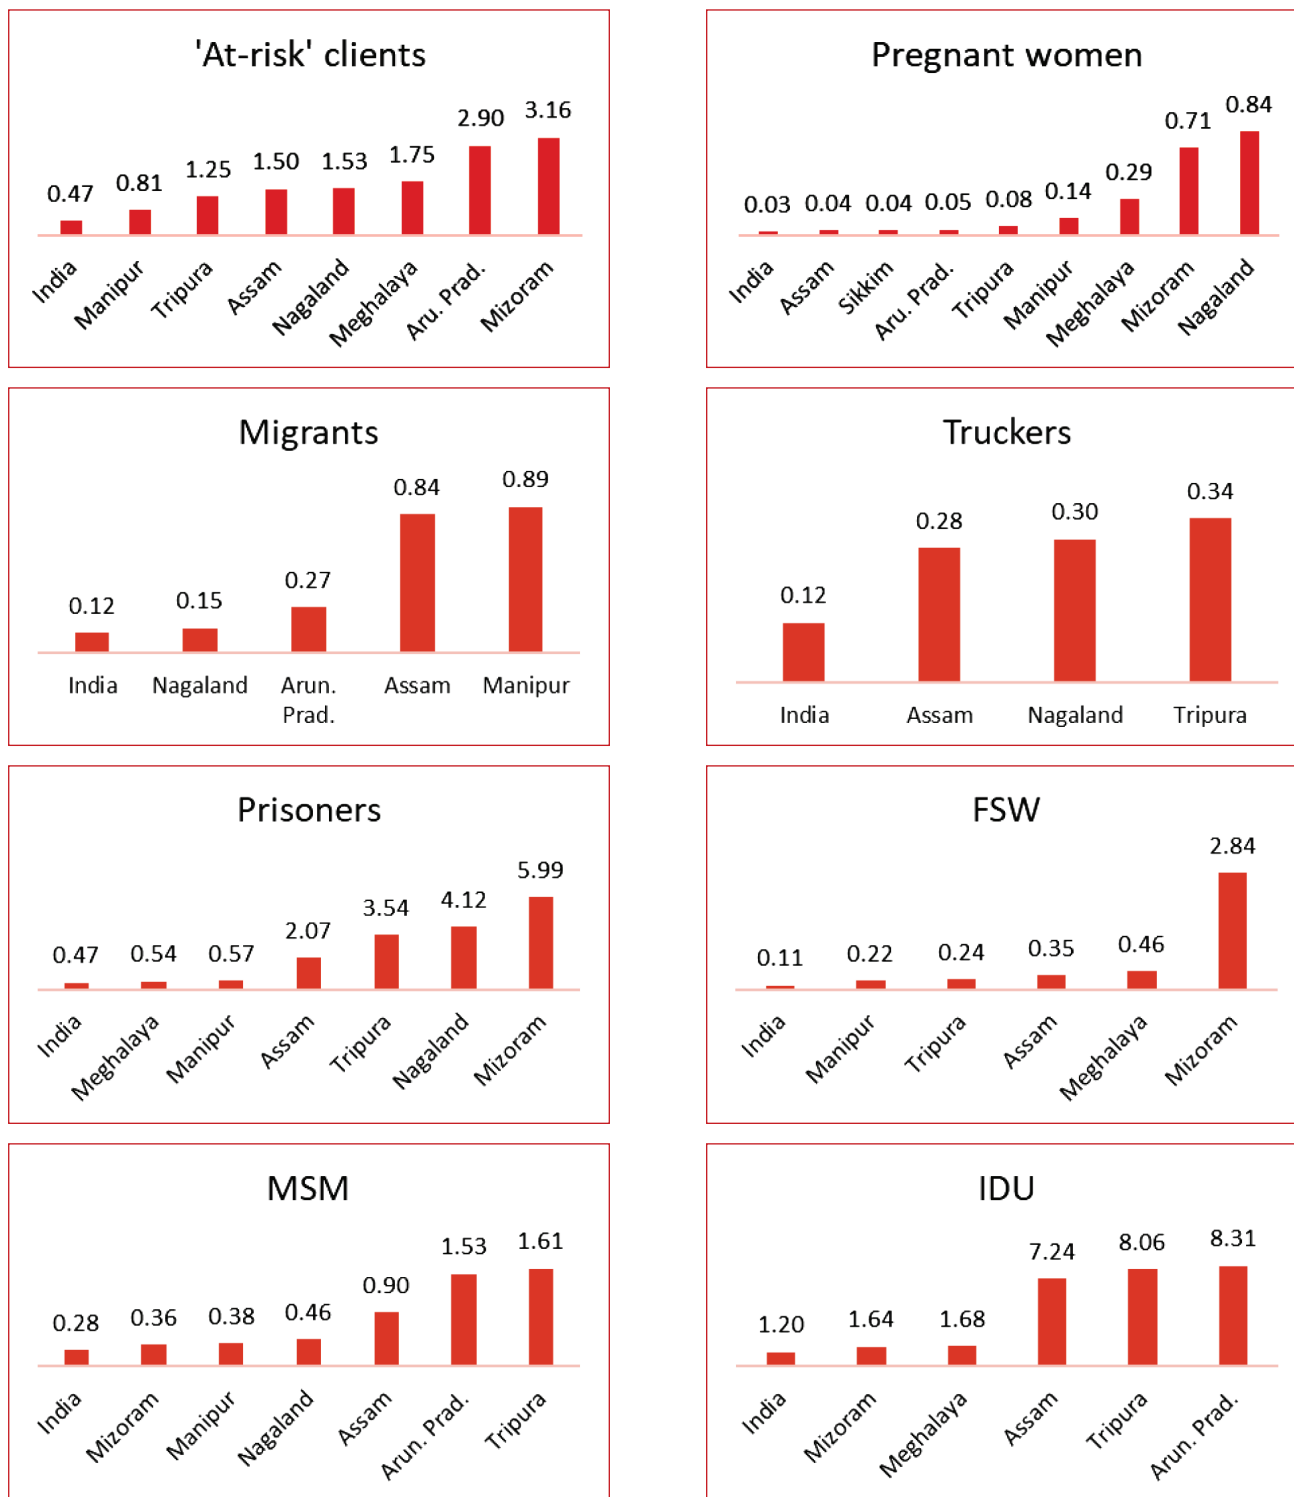 'At-risk' clients
0.47 0.81 1.25 1.50 1.53 1.75 2.90 3.16
India Manipur Tripura Assam Nagaland Meghalaya Aru. Prad. Mizoram
Pregnant women
0.03 0.04 0.04 0.05 0.08 0.14 0.29 0.71 0.84
India Assam Sikkim Aru. Prad. Tripura Manipur Meghalaya Mizoram Nagaland
Migrants
0.12 0.15 0.27 0.84 0.89
India Nagaland Arun. Assam Manipur
Prad.
Truckers
0.12 0.28 0.30 0.34
India Assam Nagaland Tripura
Prisoners
0.47 0.54 0.57 2.07 3.54 4.12 5.99
India Meghalaya Manipur Assam Tripura Nagaland Mizoram
FSW
0.11 0.22 0.24 0.35 0.46 2.84
India Manipur Tripura Assam Meghalaya Mizoram
MSM
0.28 0.36 0.38 0.46 0.90 1.53 1.61
India Mizoram Manipur Nagaland Assam Arun. Prad. Tripura
IDU
1.20 1.64 1.68 7.24 8.06 8.31
India Mizoram Meghalaya Assam Tripura Arun. Prad.